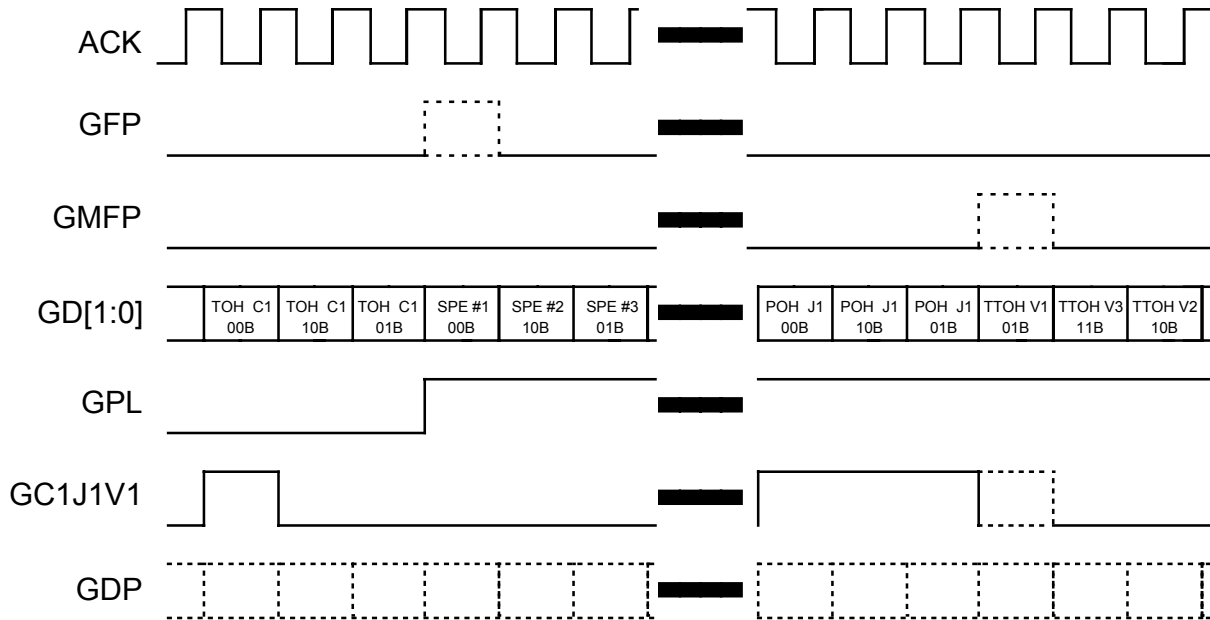 ACK
GFP
GMFP
GD[1:0]
TOH C1 TOH C1 TOH C1 SPE #1 SPE #2 SPE #3 POH J1 POH J1 POH J1 TTOH V1 TTOH V3 TTOH V2
00B 10B 01B 00B 10B 01B 00B 10B 01B 01B 11B 10B
GPL
GC1J1V1
GDP